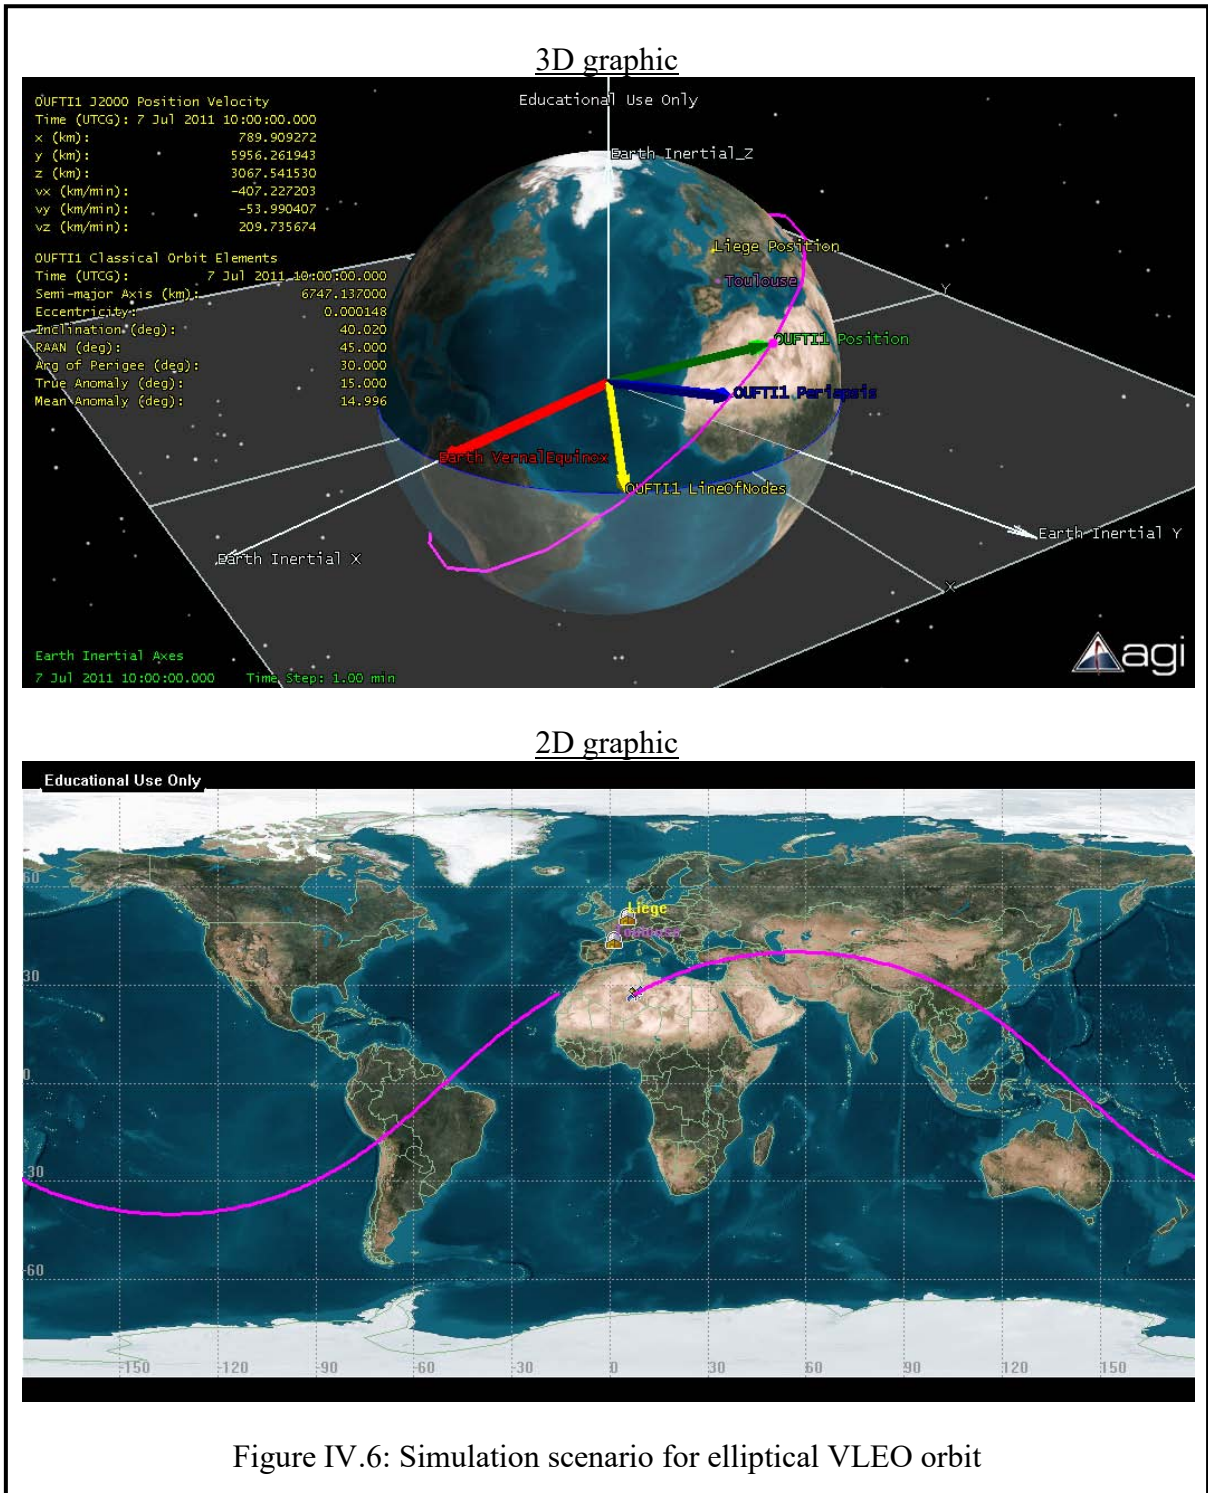 3D graphic
Educational Use Only
OUFTI1 J2000 Position Velocity
Time (UTCG): 7 Jul 2011 10:00:00.000
x (km): 789.909272
y (km): 5956.261943
z (km): 3067.541530
vx (km/min): -407.227203
vy (km/min): -53.990407
vz (km/min): 209.735674
OUFTI1 Classical Orbit Elements
Time (UTCG): 7 Jul 2011 10:00:00.000
Semi-major Axis (km): 6747.137000
Eccentricity: 0.000148
Inclination (deg): 40.020
RAAN (deg): 45.000
Arg of Perigee (deg): 30.000
True Anomaly (deg): 15.000
Mean Anomaly (deg): 14.996
Earth Inertial_Z
Liege Position
Toulouse
Y
OUFTI1 Position
OUFTI1 Periapsis
Earth VernalEquinox
OUFTI1 LineOfNodes
Earth Inertial Y
Earth Inertial X
X
Earth Inertial Axes
7 Jul 2011 10:00:00.000 Time Step: 1.00 min
agi
2D graphic
Educational Use Only
60
Liege
Toulouse
30
0
-30
-60
-150 -120 -90 -60 -30 0 30 60 90 120 150
Figure IV.6: Simulation scenario for elliptical VLEO orbit